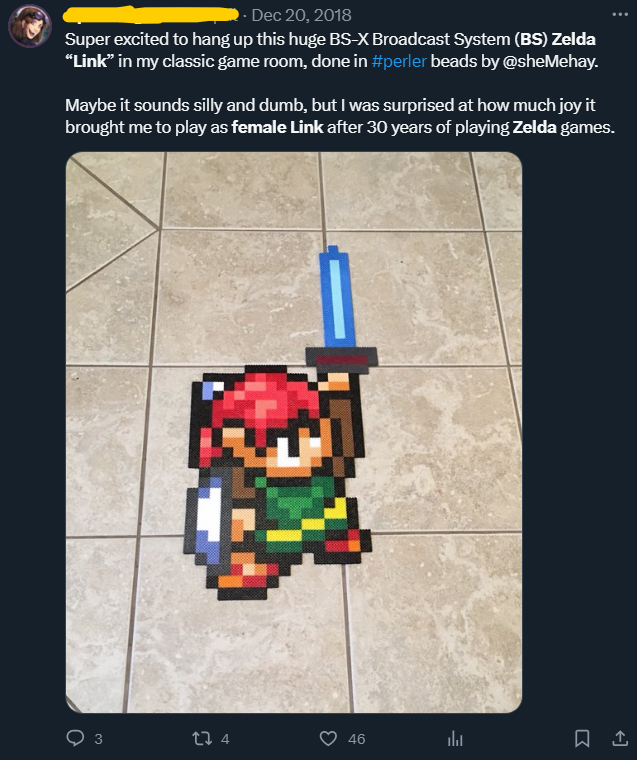 · Dec 20, 2018
Super excited to hang up this huge BS-X Broadcast System (BS) Zelda
“Link” in my classic game room, done in #perler beads by @sheMehay.
Maybe it sounds silly and dumb, but I was surprised at how much joy it
brought me to play as female Link after 30 years of playing Zelda games.
3
4
46